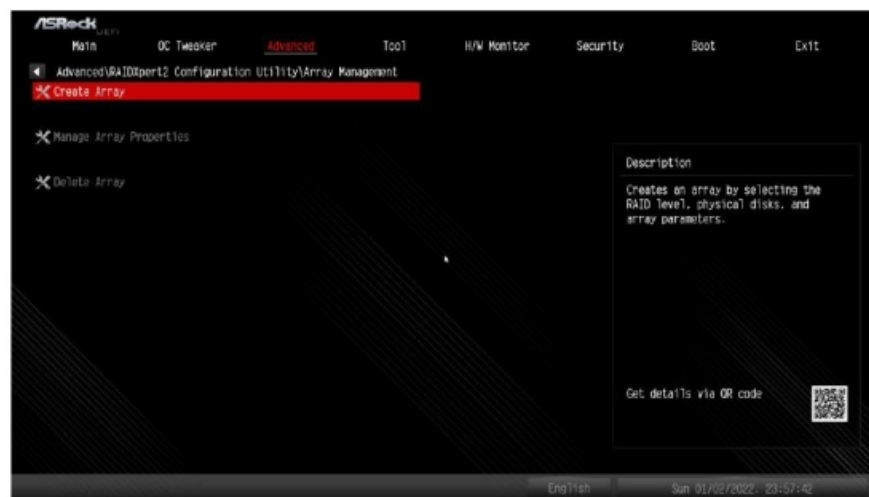 ASRock
UEFI
Main OC Tweaker Advanced Tool H/W Monitor Security Boot Exit
Advanced\RAIDXpert2 Configuration Utility\Array Management
Create Array
Manage Array Properties
Delete Array
Description
Creates an array by selecting the
RAID level, physical disks, and
array parameters.
Get details via QR code
English Sun 01/02/2022, 23:57:42